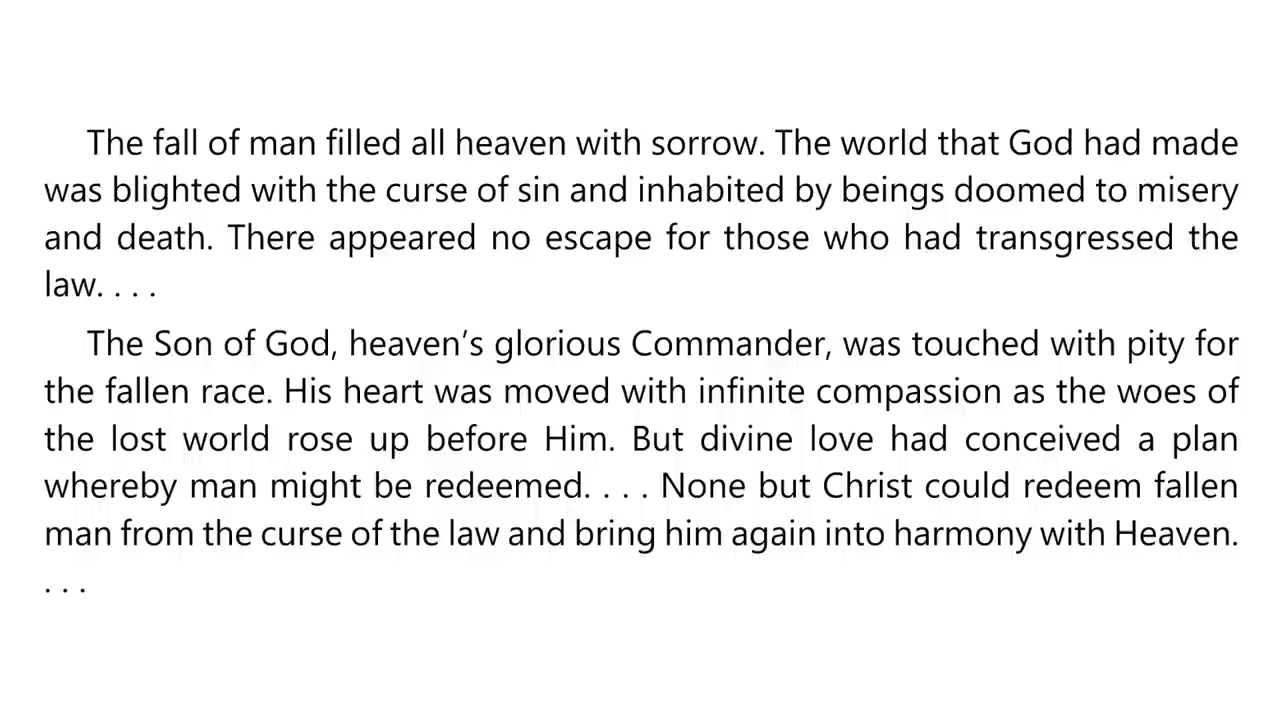 The fall of man filled all heaven with sorrow. The world that God had made
was blighted with the curse of sin and inhabited by beings doomed to misery
and death. There appeared no escape for those who had transgressed the
law. . . .
The Son of God, heaven’s glorious Commander, was touched with pity for
the fallen race. His heart was moved with infinite compassion as the woes of
the lost world rose up before Him. But divine love had conceived a plan
whereby man might be redeemed. . . . None but Christ could redeem fallen
man from the curse of the law and bring him again into harmony with Heaven.
. . .